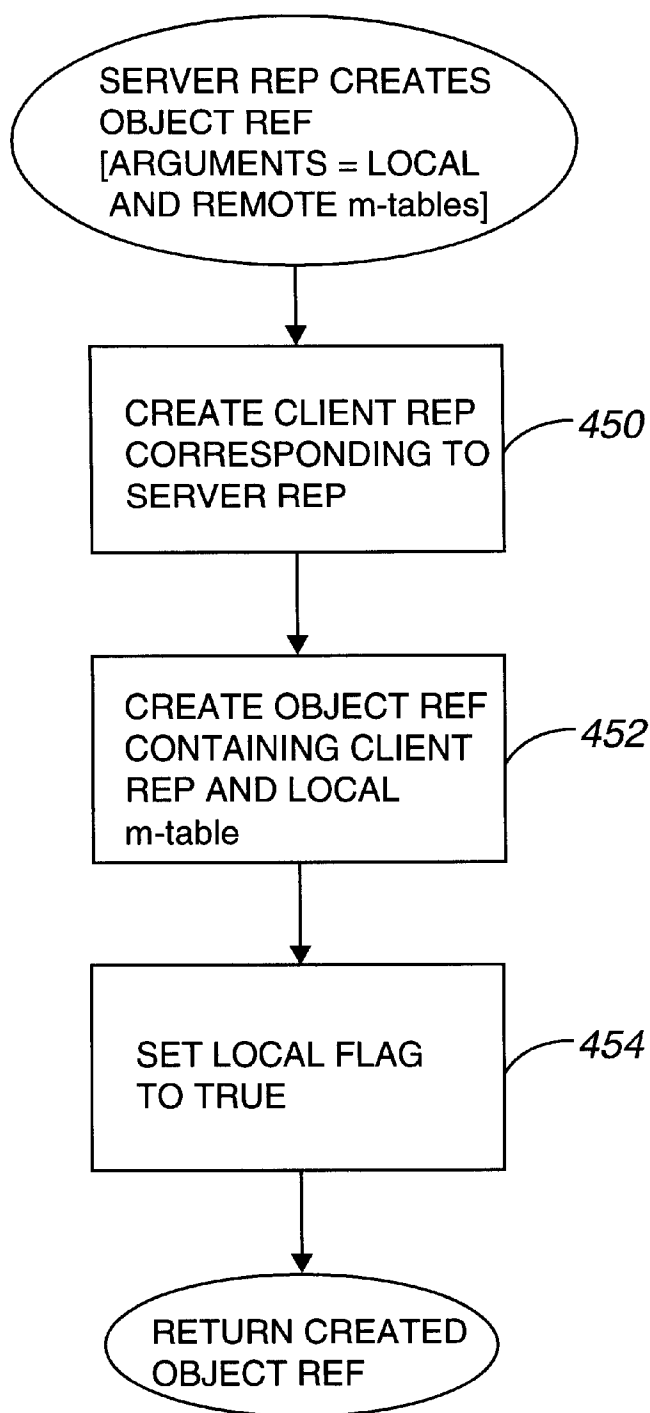 SERVER REP CREATES
OBJECT REF
[ARGUMENTS = LOCAL
AND REMOTE m-tables]
CREATE CLIENT REP
CORRESPONDING TO
SERVER REP
450
CREATE OBJECT REF
CONTAINING CLIENT
REP AND LOCAL
m-table
452
SET LOCAL FLAG
TO TRUE
454
RETURN CREATED
OBJECT REF